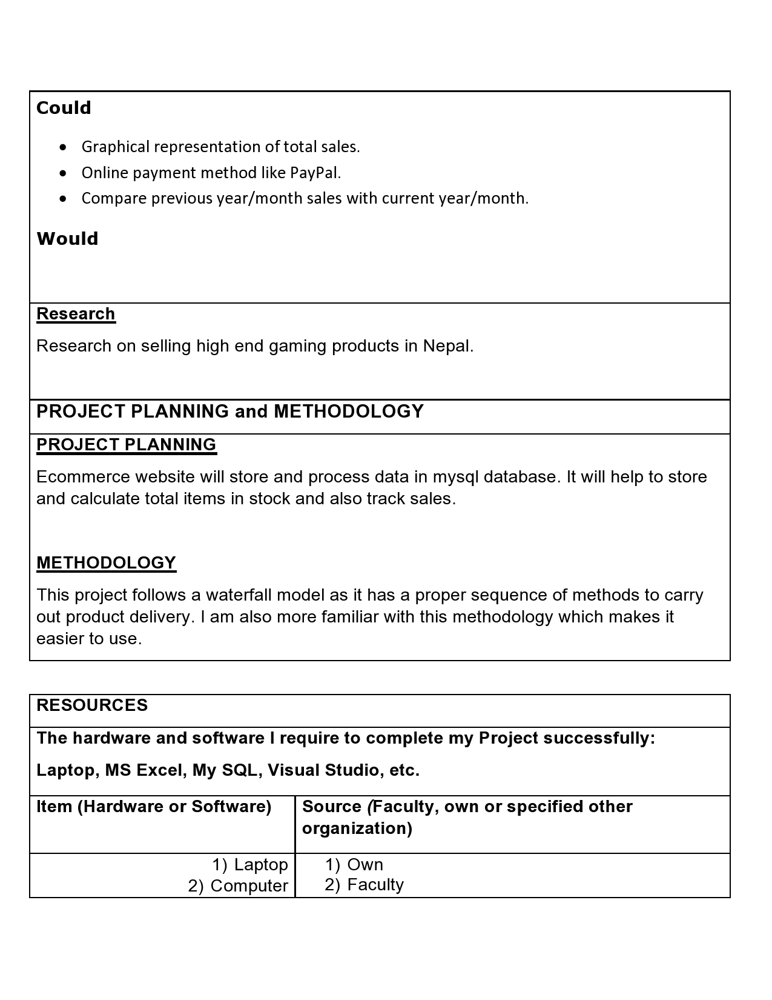 Could
• Graphical representation of total sales.
• Online payment method like PayPal.
• Compare previous year/month sales with current year/month.
Would
Research
Research on selling high end gaming products in Nepal.
PROJECT PLANNING and METHODOLOGY
PROJECT PLANNING
Ecommerce website will store and process data in mysql database. It will help to store
and calculate total items in stock and also track sales.
METHODOLOGY
This project follows a waterfall model as it has a proper sequence of methods to carry
out product delivery. I am also more familiar with this methodology which makes it
easier to use.
RESOURCES
The hardware and software I require to complete my Project successfully:
Laptop, MS Excel, My SQL, Visual Studio, etc.
Item (Hardware or Software)
Source (Faculty, own or specified other
organization)
1) Laptop
2) Computer
1) Own
2) Faculty